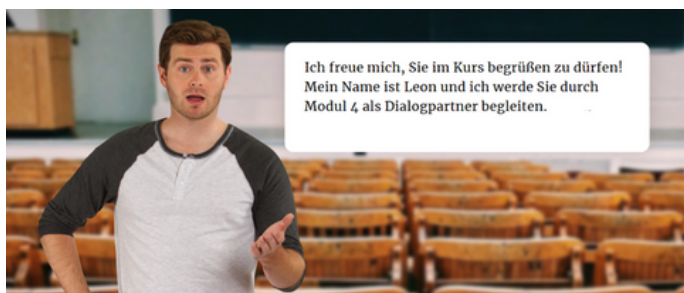 Ich freue mich, Sie im Kurs begrüßen zu dürfen!
Mein Name ist Leon und ich werde Sie durch
Modul 4 als Dialogpartner begleiten.